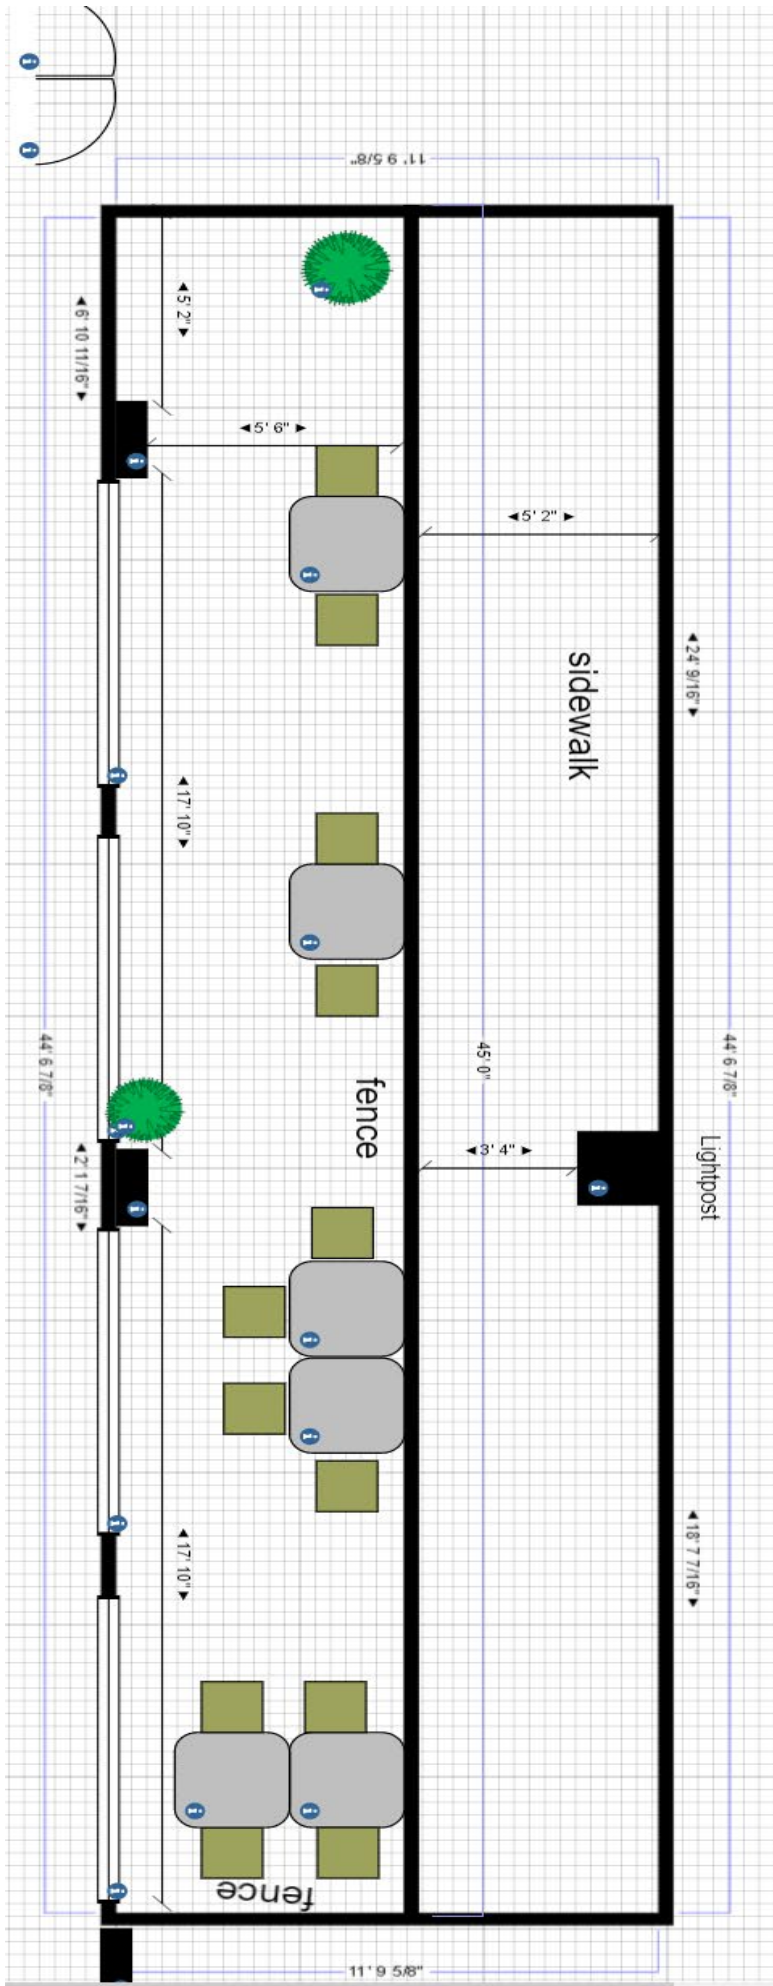 11' 9 5/8"
5' 2"
6' 10 11/16"
5' 6"
5' 2"
sidewalk
24' 9/16"
17' 10"
fence
45' 0"
44' 6 7/8"
44' 6 7/8"
3' 4"
Lightpost
2' 1 7/16"
17' 10"
18' 7 7/16"
fence
11' 9 5/8"